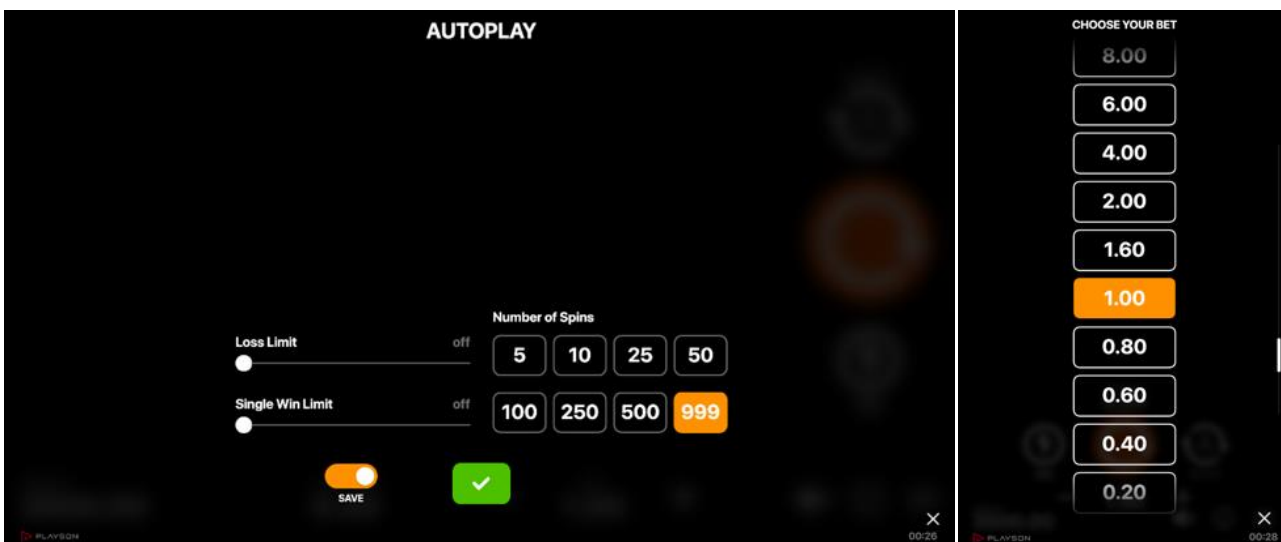 AUTOPLAY
Number of Spins
Loss Limit off
5 10 25 50
Single Win Limit off
100 250 500 999
SAVE
PLAYSON
00:26
CHOOSE YOUR BET
8.00
6.00
4.00
2.00
1.60
1.00
0.80
0.60
0.40
0.20
PLAYSON
00:28